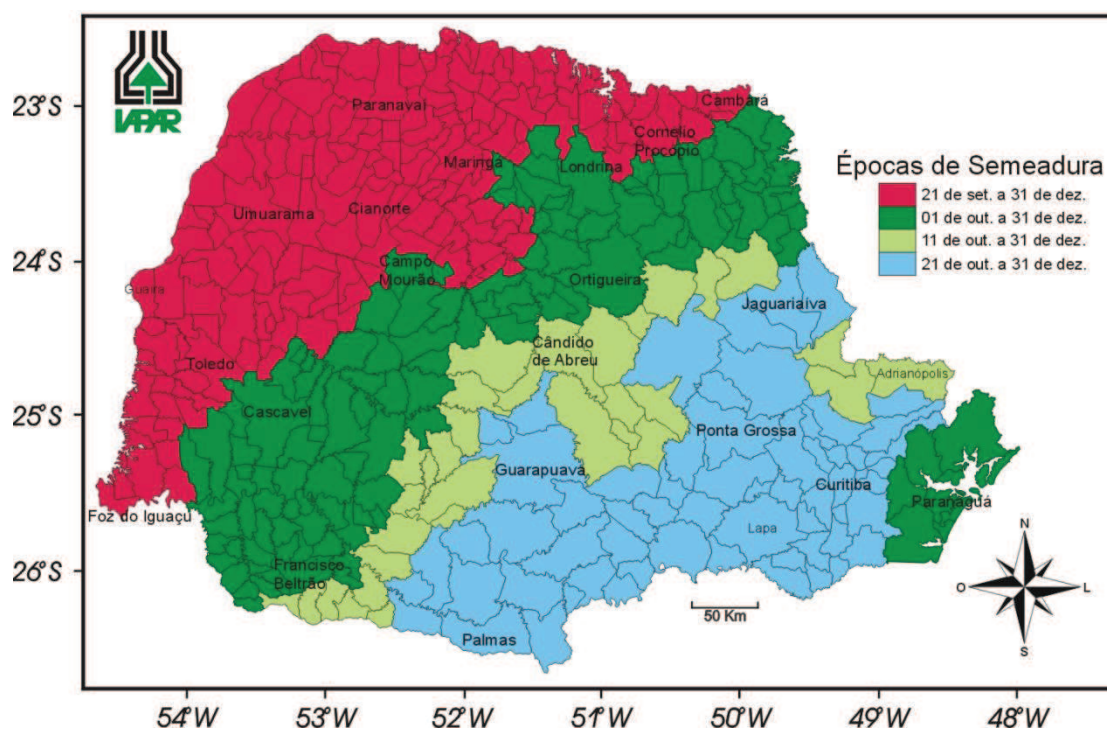 IAPAR
23°S
24°S
25°S
26°S
Paranavaí
Cambará
Cornelio
Procópio
Maringá
Londrina
Umuarama
Cianorte
Campo
Mourão
Ortigueira
Guaíra
Jaguariaíva
Toledo
Cândido
de Abreu
Adrianópolis
Cascavel
Ponta Grossa
Guarapuava
Curitiba
Paranaguá
Foz do Iguaçu
Lapa
Francisco
Beltrão
Palmas
Épocas de Semeadura
21 de set. a 31 de dez.
01 de out. a 31 de dez.
11 de out. a 31 de dez.
21 de out. a 31 de dez.
50 Km
N
O
L
S
54°W
53°W
52°W
51°W
50°W
49°W
48°W